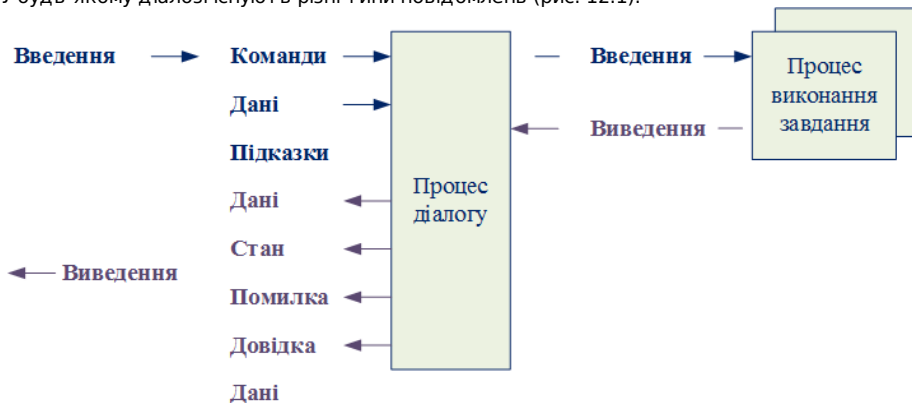 У будь-якому діалозі існують різні типи повідомлень (рис. 12.1).
Введення
Команди
Введення
Процес
виконання
завдання
Дані
Виведення
Підказки
Дані
Процес
діалогу
Стан
Виведення
Помилка
Довідка
Дані